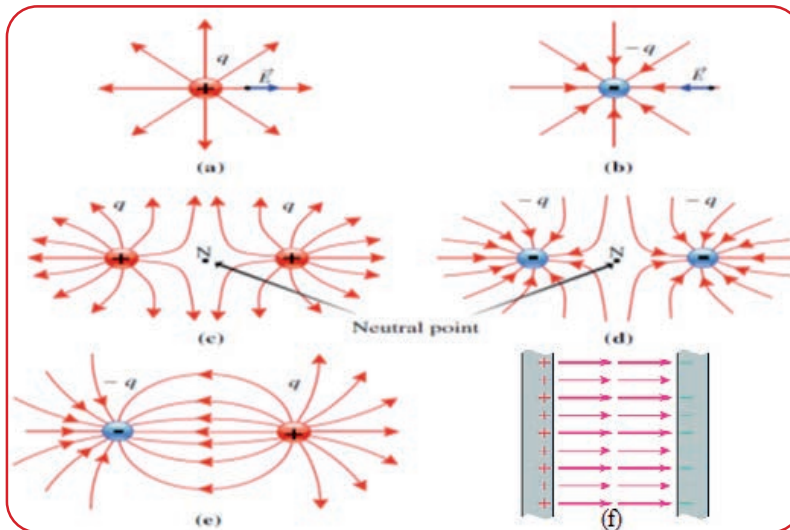 q
E
(a)
– q
E
(b)
q
q
Z
(c)
– q
– q
Z
(d)
Neutral point
– q
q
(e)
(f)